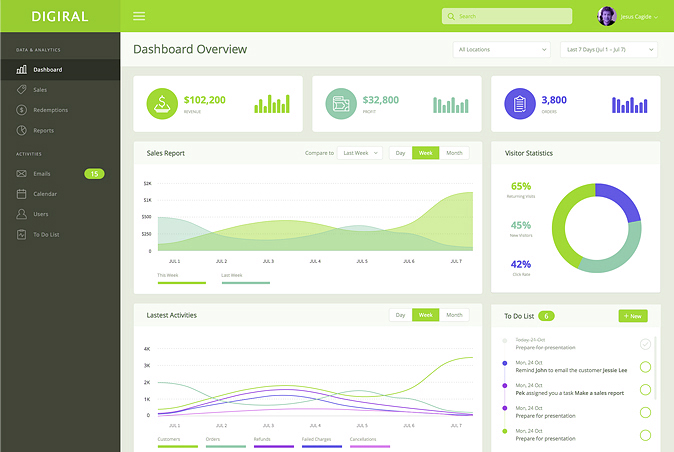 DIGIRAL
Search
Jesus Cagide
DATA & ANALYTICS
Dashboard
Sales
Redemptions
Reports
ACTIVITIES
Emails 15
Calendar
Users
To Do List
Dashboard Overview
All Locations
Last 7 Days (Jul 1 – Jul 7)
$102,200
REVENUE
$32,800
PROFIT
3,800
ORDERS
Sales Report
Compare to Last Week
Day Week Month
$2K
$1K
$500
$250
0
JUL 1 JUL 2 JUL 3 JUL 4 JUL 5 JUL 6 JUL 7
This Week Last Week
Visitor Statistics
65%
Returning Visits
45%
New Visitors
42%
Click Rate
Lastest Activities
Day Week Month
4K
3K
2K
1K
0
JUL 1 JUL 2 JUL 3 JUL 4 JUL 5 JUL 6 JUL 7
Customers Orders Refunds Failed Charges Cancelations
To Do List 6
+ New
Today, 24 Oct
Prepare for presentation
Mon, 24 Oct
Remind John to email the customer Jessie Lee
Mon, 24 Oct
Pek assigned you a task Make a sales report
Mon, 24 Oct
Prepare for presentation
Mon, 24 Oct
Prepare for presentation